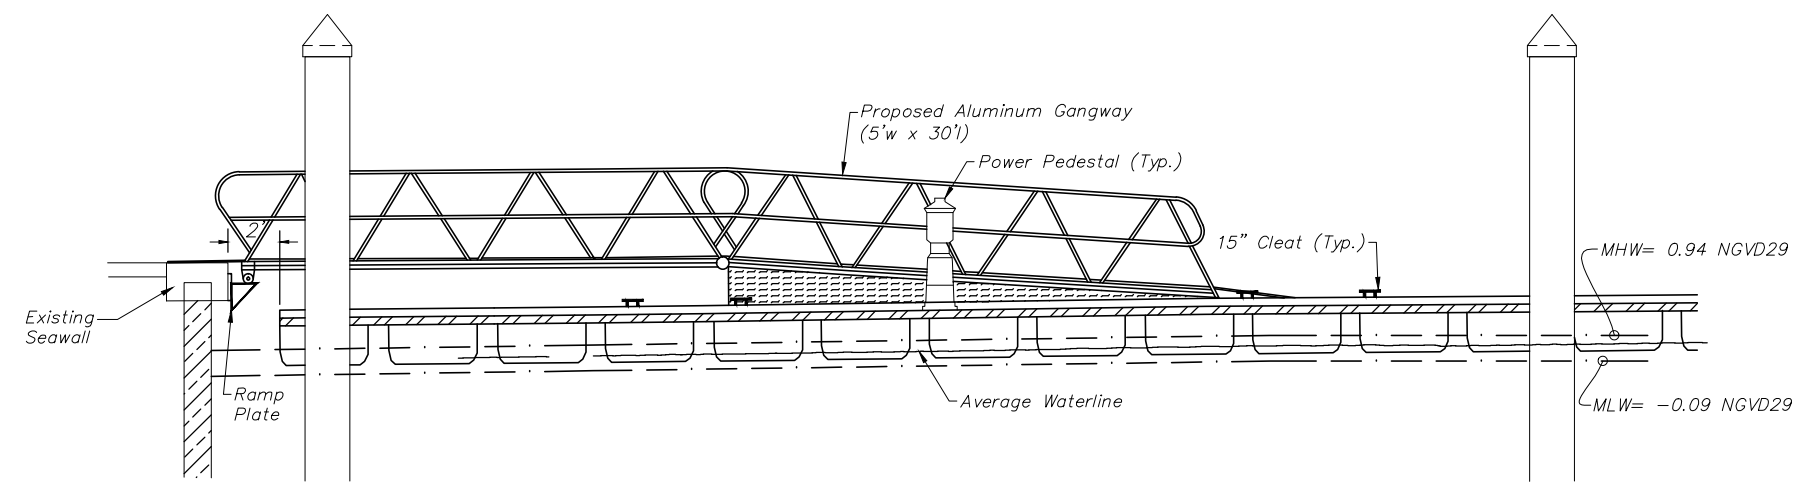 Proposed Aluminum Gangway
(5'w x 30'l)
Power Pedestal (Typ.)
2'
15" Cleat (Typ.)
MHW= 0.94 NGVD29
Existing
Seawall
Ramp
Plate
Average Waterline
MLW= -0.09 NGVD29